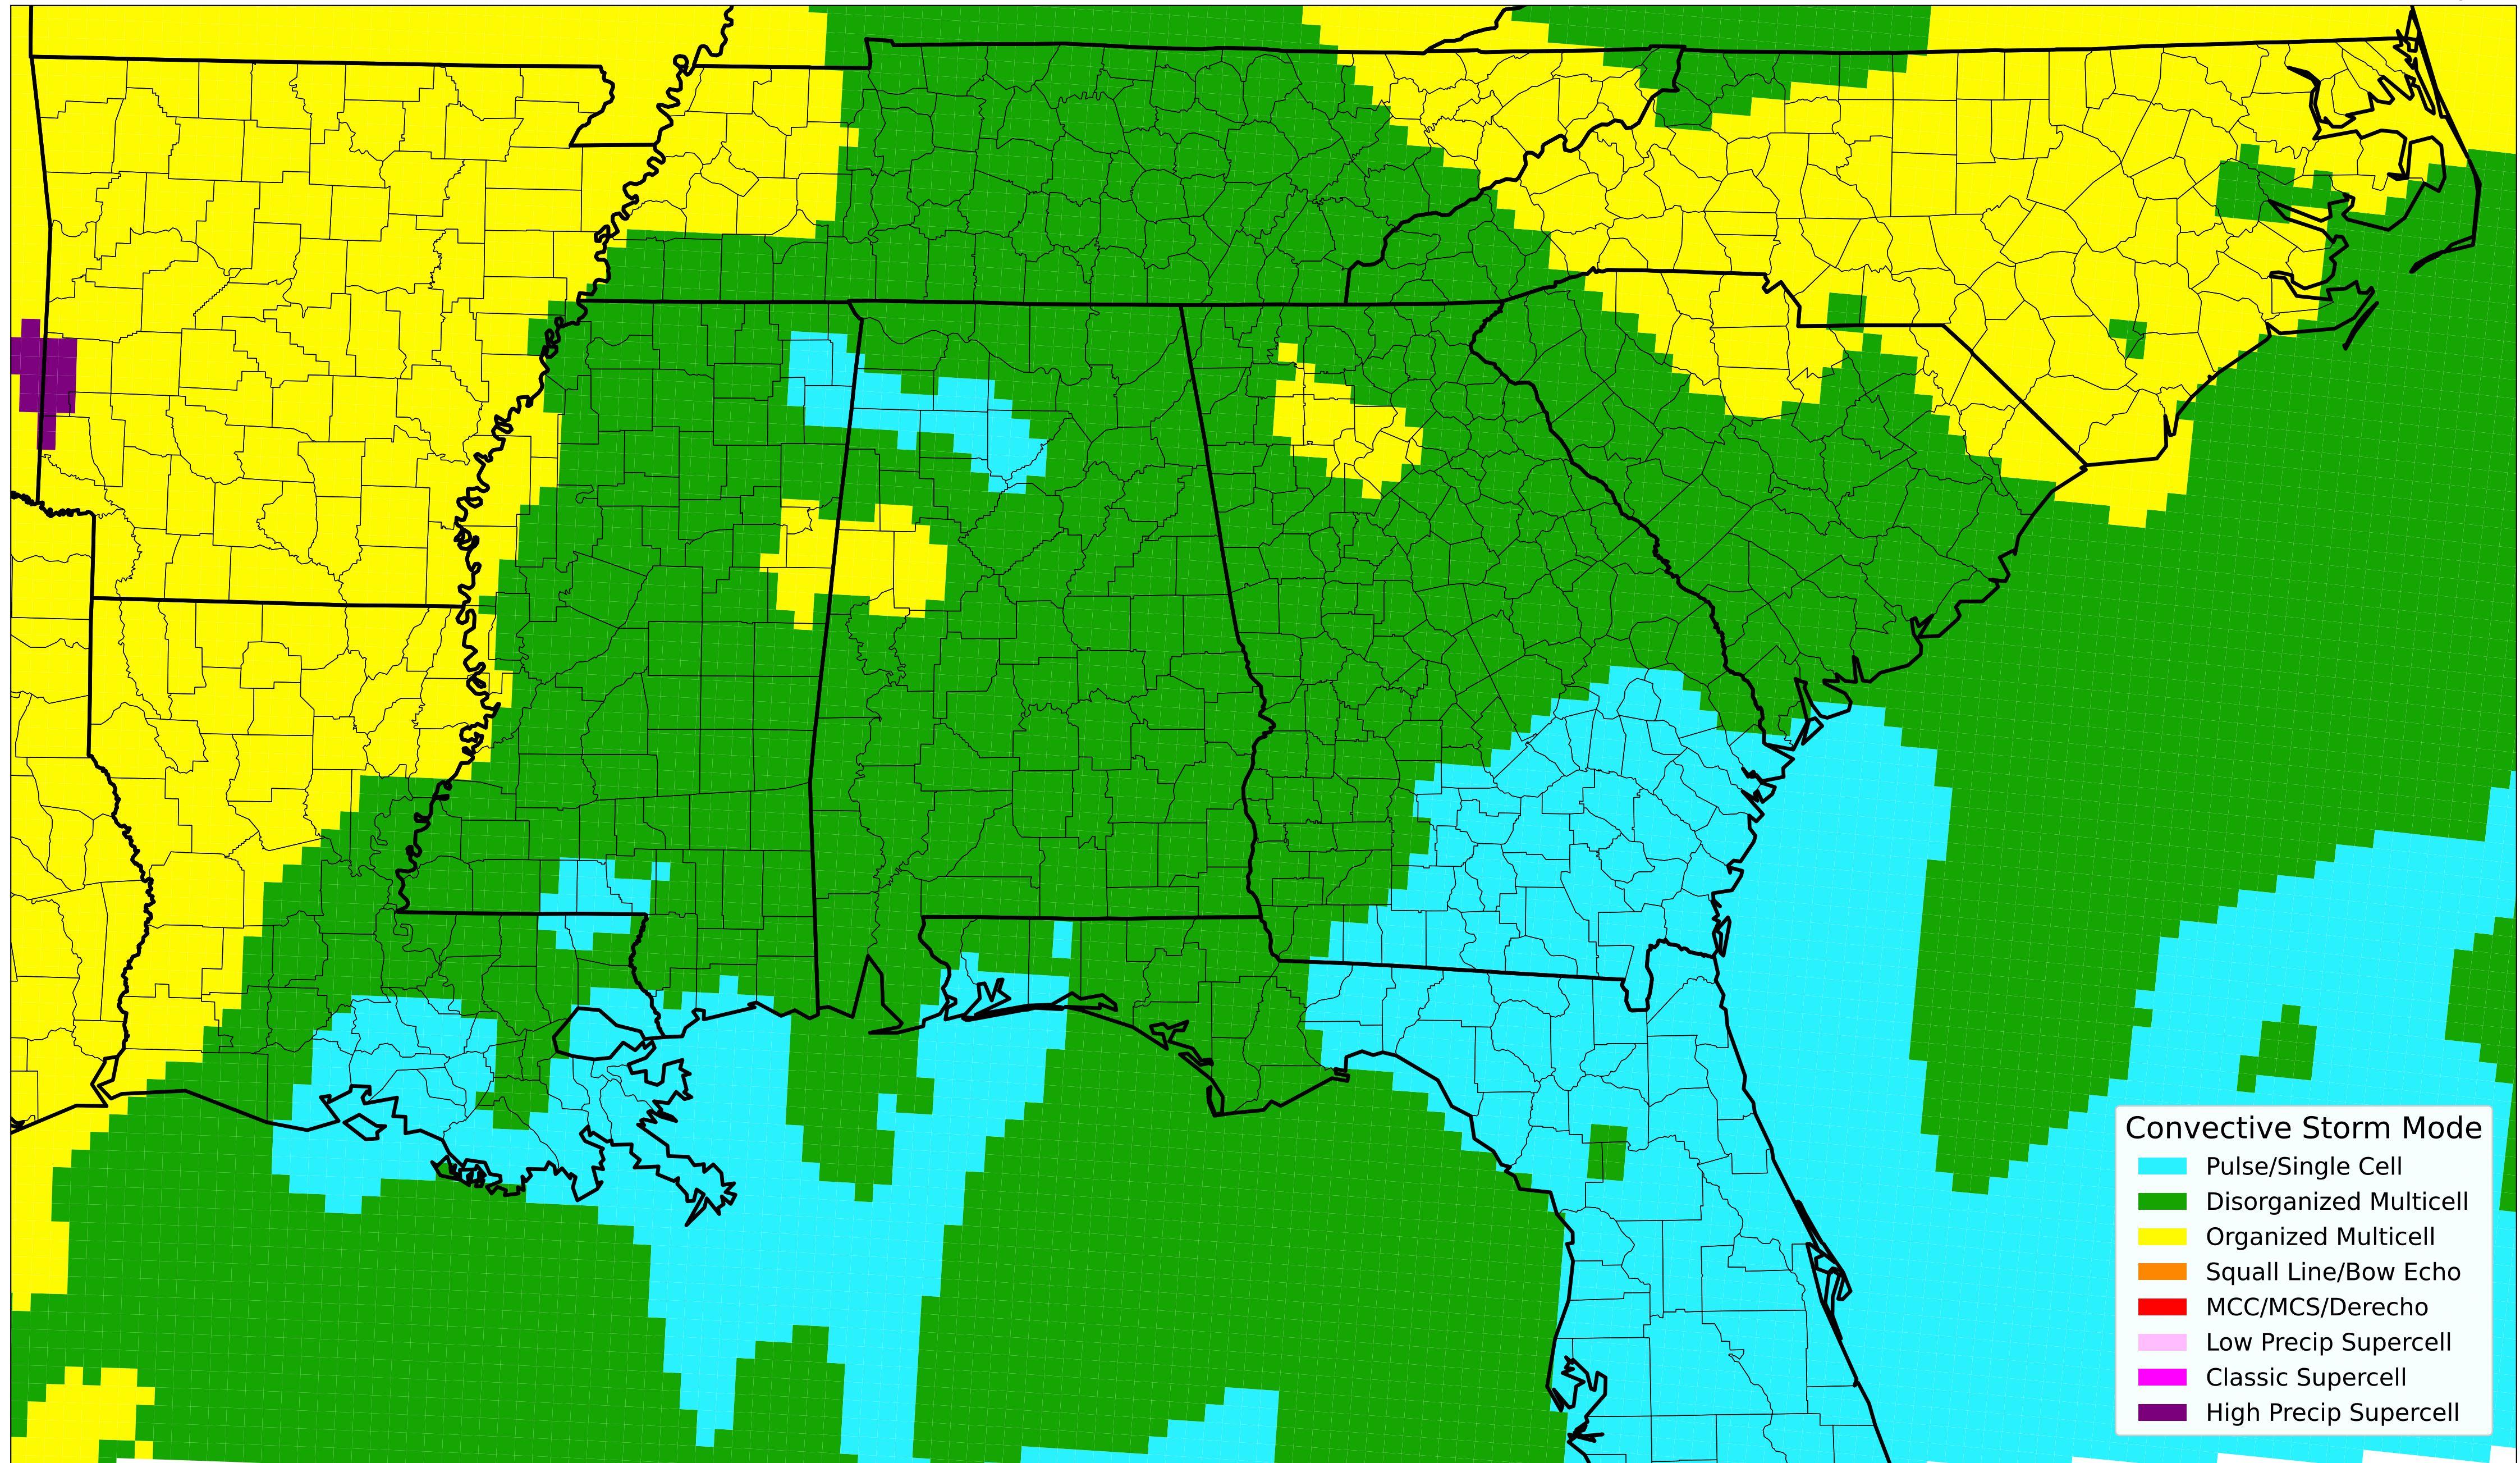 Convective Storm Mode
Pulse/Single Cell
Disorganized Multicell
Organized Multicell
Squall Line/Bow Echo
MCC/MCS/Derecho
Low Precip Supercell
Classic Supercell
High Precip Supercell